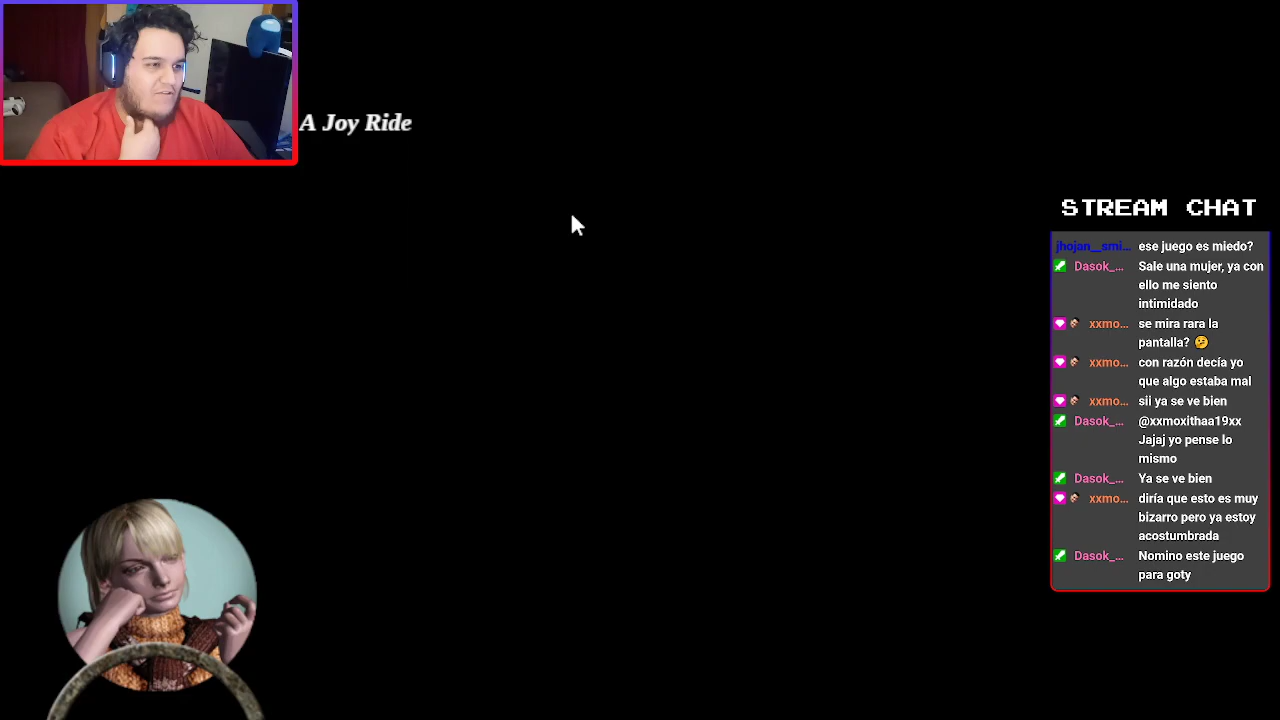 A Joy Ride
STREAM CHAT
jhojan__smi... ese juego es miedo?
Dasok_... Sale una mujer, ya con
ello me siento
intimidado
xxmo... se mira rara la
pantalla? 🤔
xxmo... con razón decía yo
que algo estaba mal
xxmo... sii ya se ve bien
Dasok_... @xxmoxithaa19xx
Jajaj yo pense lo
mismo
Dasok_... Ya se ve bien
xxmo... diría que esto es muy
bizarro pero ya estoy
acostumbrada
Dasok_... Nomino este juego
para goty